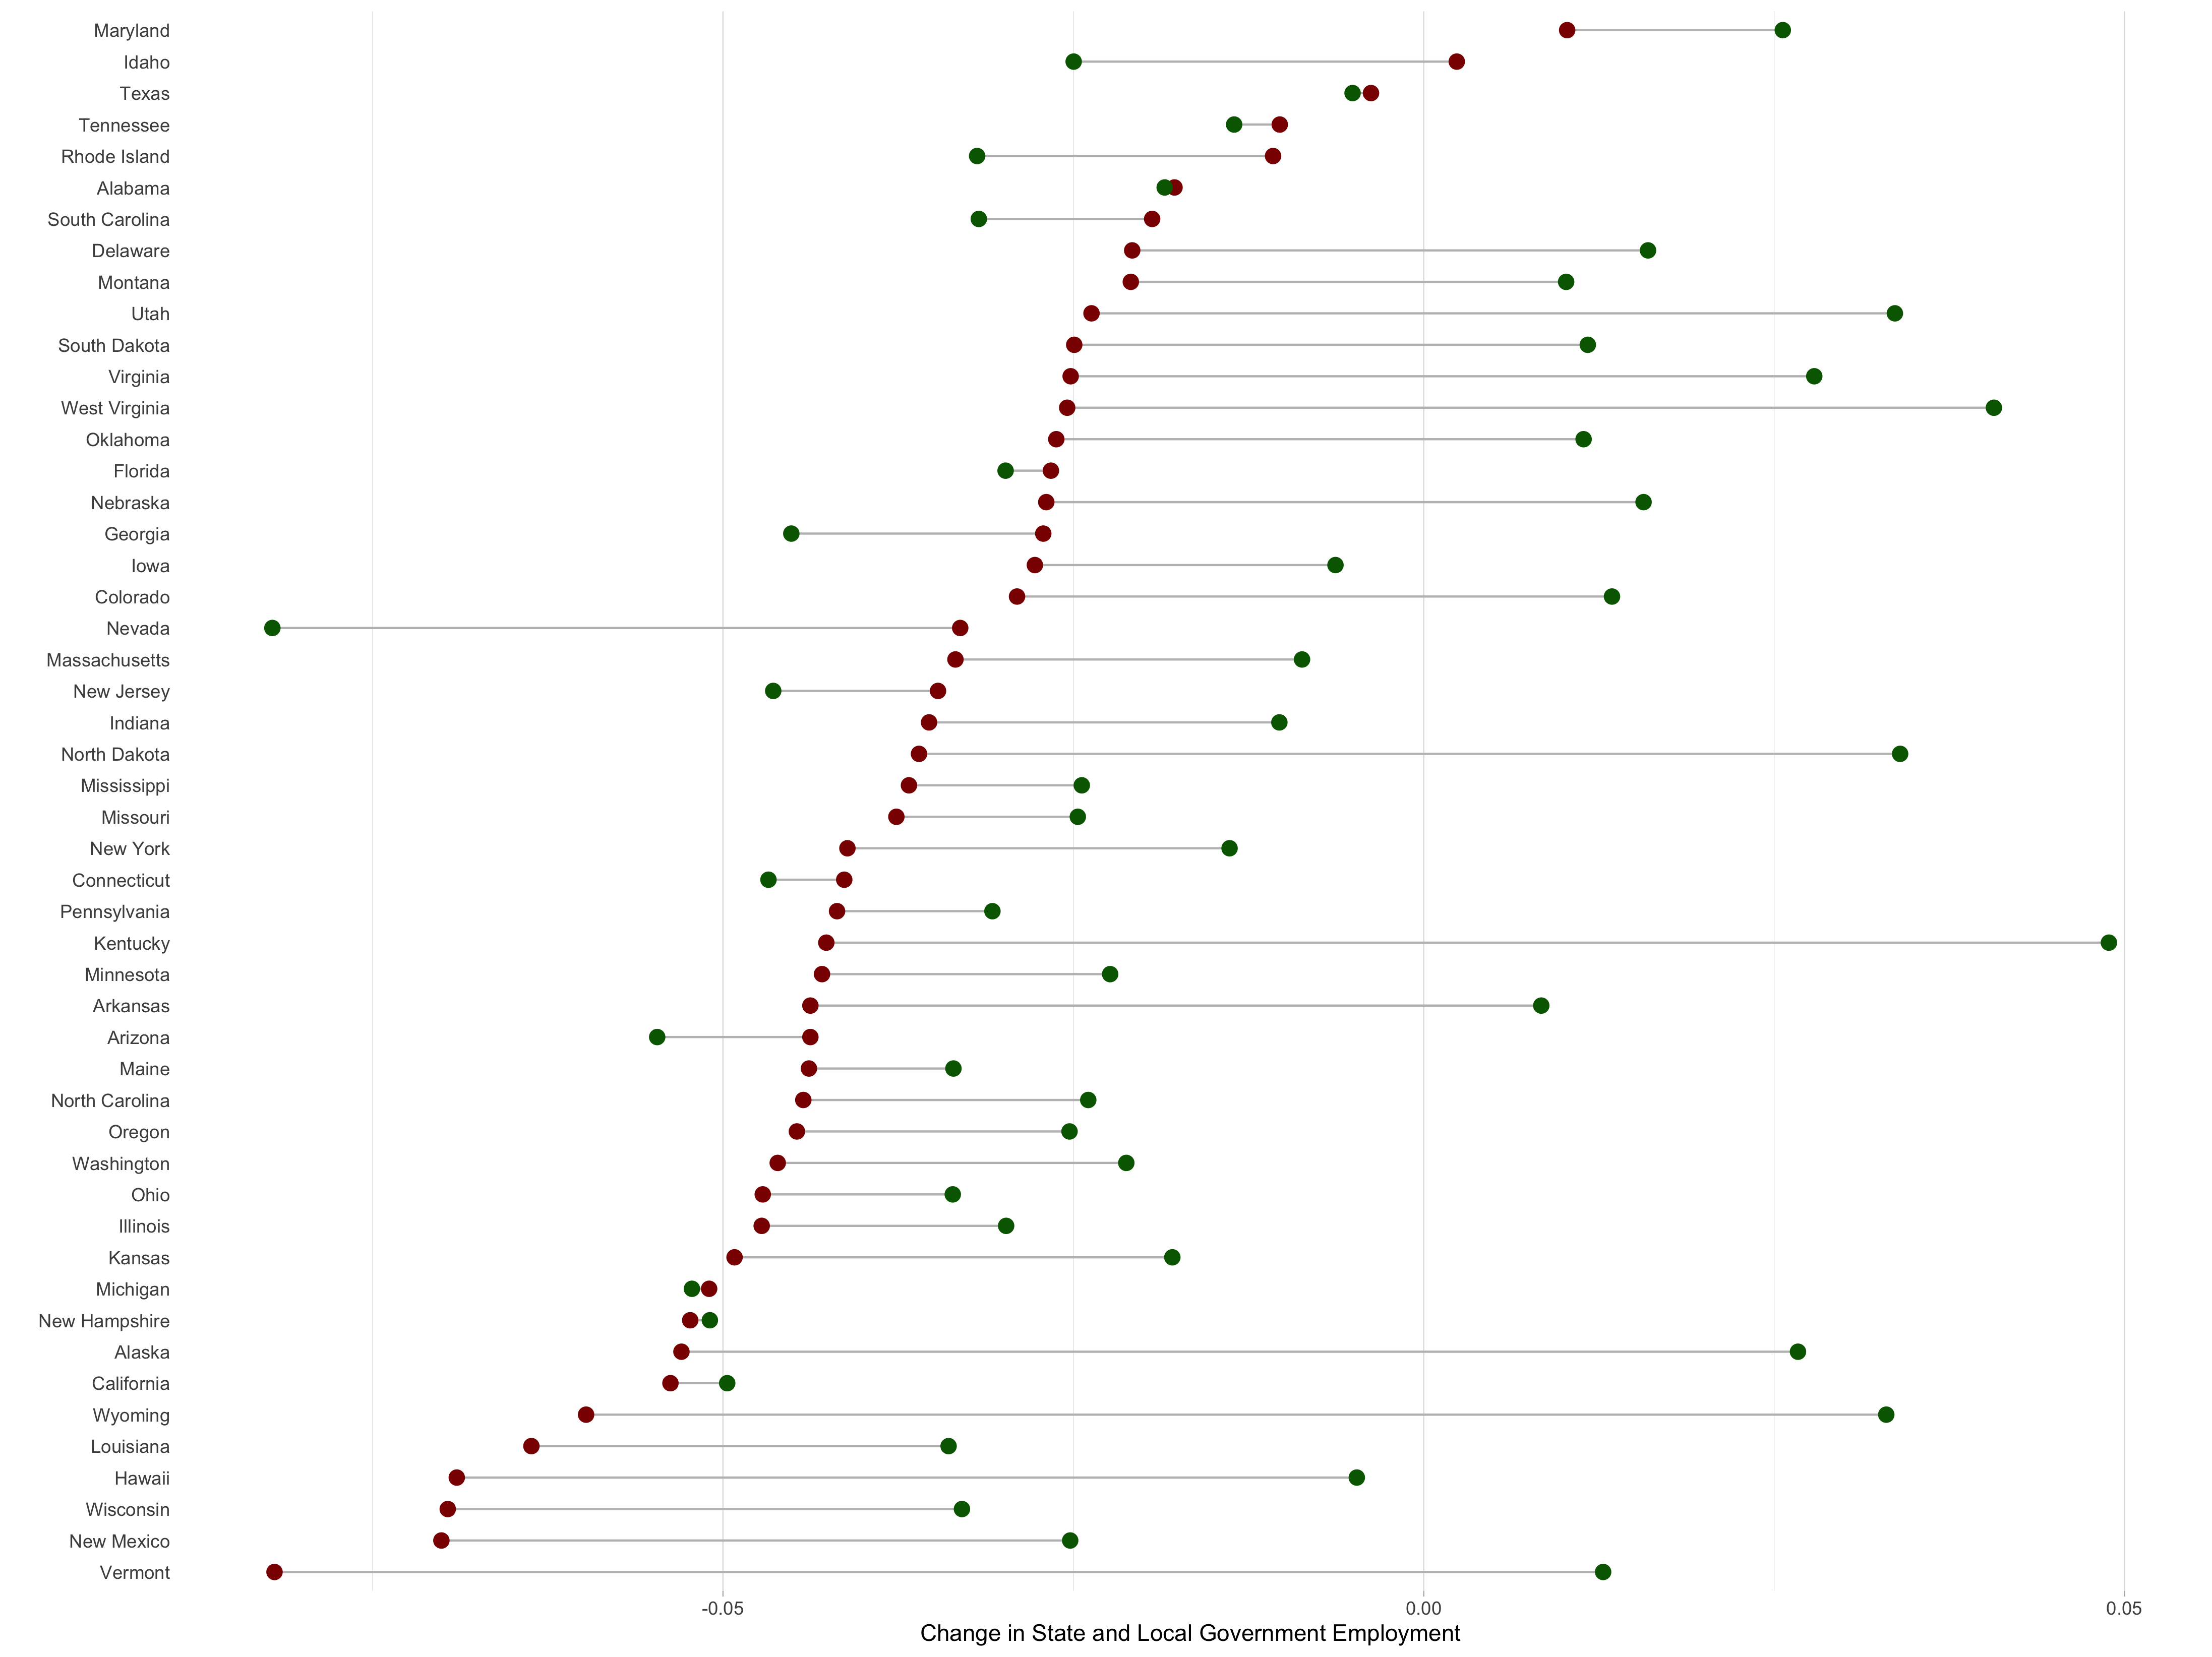 Maryland
Idaho
Texas
Tennessee
Rhode Island
Alabama
South Carolina
Delaware
Montana
Utah
South Dakota
Virginia
West Virginia
Oklahoma
Florida
Nebraska
Georgia
Iowa
Colorado
Nevada
Massachusetts
New Jersey
Indiana
North Dakota
Mississippi
Missouri
New York
Connecticut
Pennsylvania
Kentucky
Minnesota
Arkansas
Arizona
Maine
North Carolina
Oregon
Washington
Ohio
Illinois
Kansas
Michigan
New Hampshire
Alaska
California
Wyoming
Louisiana
Hawaii
Wisconsin
New Mexico
Vermont
-0.05 0.00 0.05
Change in State and Local Government Employment